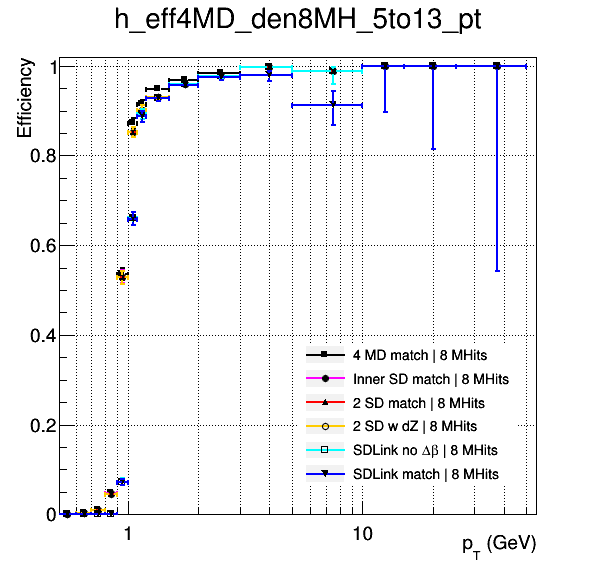 h_eff4MD_den8MH_5to13_pt
Efficiency
1
0.8
0.6
0.4
0.2
0
4 MD match | 8 MHits
Inner SD match | 8 MHits
2 SD match | 8 MHits
2 SD w dZ | 8 MHits
SDLink no Δβ | 8 MHits
SDLink match | 8 MHits
1 10
p_T (GeV)